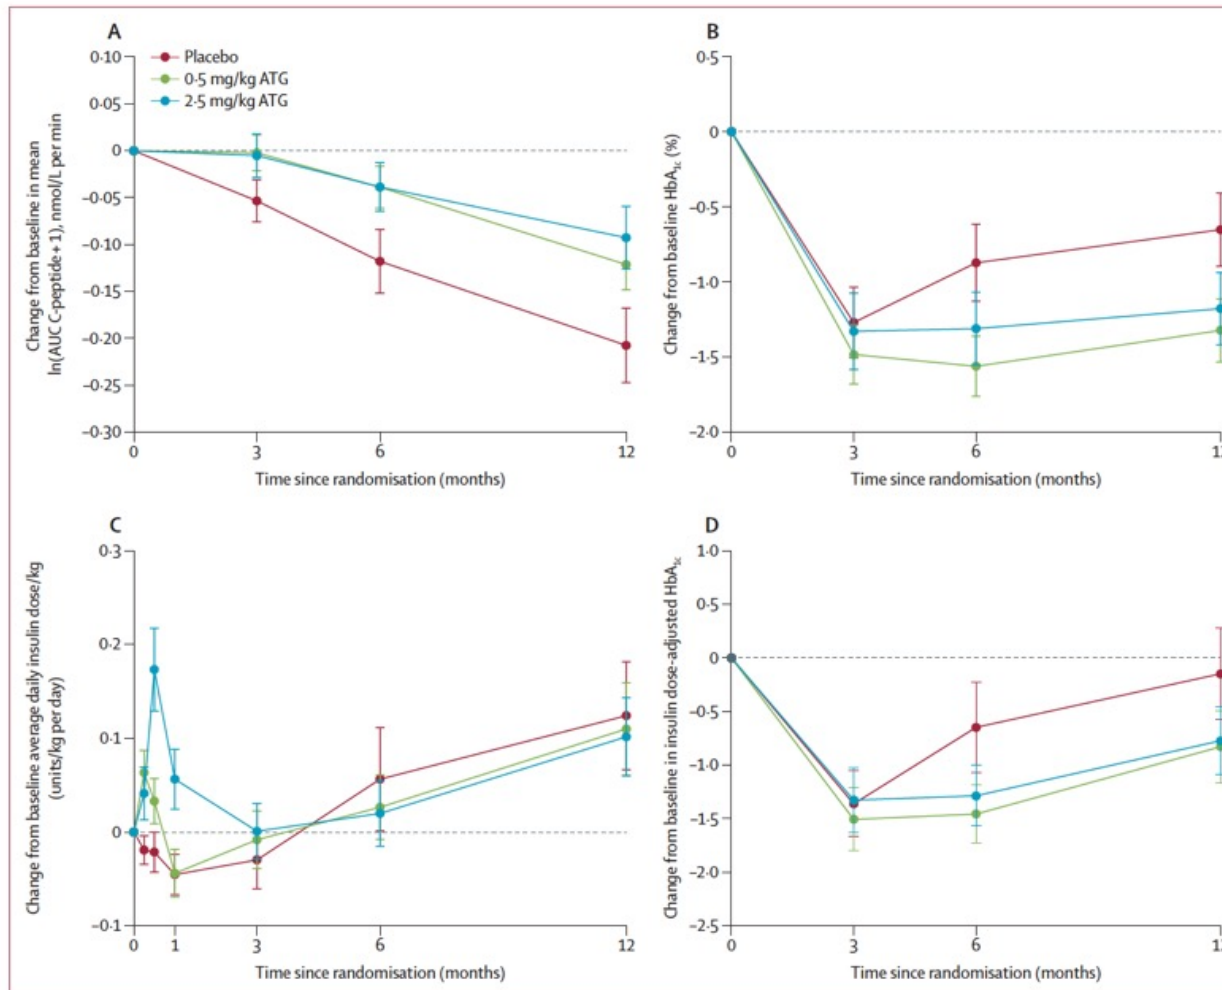 A
Placebo
0·5 mg/kg ATG
2·5 mg/kg ATG
0·10
0·05
0
–0·05
–0·10
–0·15
–0·20
–0·25
–0·30
Change from baseline in mean
ln(AUC C-peptide + 1), nmol/L per min
0
3
6
12
Time since randomisation (months)
B
0·5
0
–0·5
–1·0
–1·5
–2·0
Change from baseline HbA1c (%)
0
3
6
Time since randomisation (months)
C
0·3
0·2
0·1
0
–0·1
Change from baseline average daily insulin dose/kg
(units/kg per day)
0
1
3
6
12
Time since randomisation (months)
D
1·0
0·5
0
–0·5
–1·0
–1·5
–2·0
–2·5
Change from baseline in insulin dose-adjusted HbA1c
0
3
6
Time since randomisation (months)